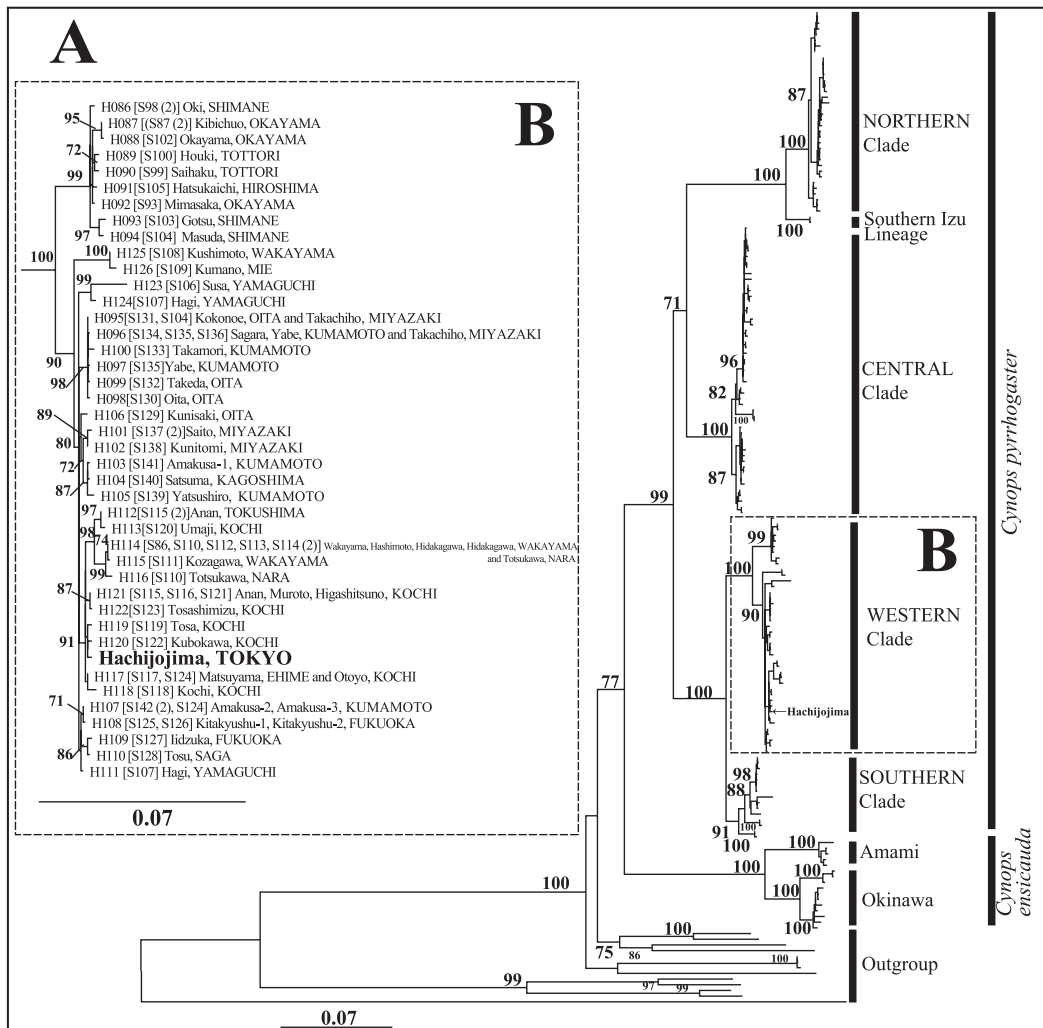 A
B
H086 [S98 (2)] Oki, SHIMANE
H087 [(S87 (2)] Kibichuo, OKAYAMA
H088 [S102] Okayama, OKAYAMA
H089 [S100] Houki, TOTTORI
H090 [S99] Saihaku, TOTTORI
H091[S105] Hatsukaichi, HIROSHIMA
H092 [S93] Mimasaka, OKAYAMA
H093 [S103] Gotsu, SHIMANE
H094 [S104] Masuda, SHIMANE
H125 [S108] Kushimoto, WAKAYAMA
H126 [S109] Kumano, MIE
H123 [S106] Susa, YAMAGUCHI
H124[S107] Hagi, YAMAGUCHI
H095[S131, S104] Kokonoe, OITA and Takachiho, MIYAZAKI
H096 [S134, S135, S136] Sagara, Yabe, KUMAMOTO and Takachiho, MIYAZAKI
H100 [S133] Takamori, KUMAMOTO
H097 [S135]Yabe, KUMAMOTO
H099 [S132] Takeda, OITA
H098[S130] Oita, OITA
H106 [S129] Kunisaki, OITA
H101 [S137 (2)]Saito, MIYAZAKI
H102 [S138] Kunitomi, MIYAZAKI
H103 [S141] Amakusa-1, KUMAMOTO
H104 [S140] Satsuma, KAGOSHIMA
H105 [S139] Yatsushiro, KUMAMOTO
H112[S115 (2)]Anan, TOKUSHIMA
H113[S120] Umaji, KOCHI
H114 [S86, S110, S112, S113, S114 (2)] Wakayama, Hashimoto, Hidakagawa, Hidakagawa, WAKAYAMA
and Totsukawa, NARA
H115 [S111] Kozagawa, WAKAYAMA
H116 [S110] Totsukawa, NARA
H121 [S115, S116, S121] Anan, Muroto, Higashitsuno, KOCHI
H122[S123] Tosashimizu, KOCHI
H119 [S119] Tosa, KOCHI
H120 [S122] Kubokawa, KOCHI
Hachijojima, TOKYO
H117 [S117, S124] Matsuyama, EHIME and Otoyo, KOCHI
H118 [S118] Kochi, KOCHI
H107 [S142 (2), S124] Amakusa-2, Amakusa-3, KUMAMOTO
H108 [S125, S126] Kitakyushu-1, Kitakyushu-2, FUKUOKA
H109 [S127] Iidzuka, FUKUOKA
H110 [S128] Tosu, SAGA
H111 [S107] Hagi, YAMAGUCHI
95
72
99
97
100
100
99
90
98
89
80
72
87
97
98
74
99
87
91
71
86
0.07
87
100
100
100
71
96
82
100
100
87
99
99
100
90
Hachijojima
77
100
98
88
100
91
100
100
100
100
100
100
100
75
86
100
99
97
99
0.07
NORTHERN
Clade
Southern Izu
Lineage
CENTRAL
Clade
B
WESTERN
Clade
SOUTHERN
Clade
Amami
Okinawa
Outgroup
Cynops pyrrhogaster
Cynops
ensicauda